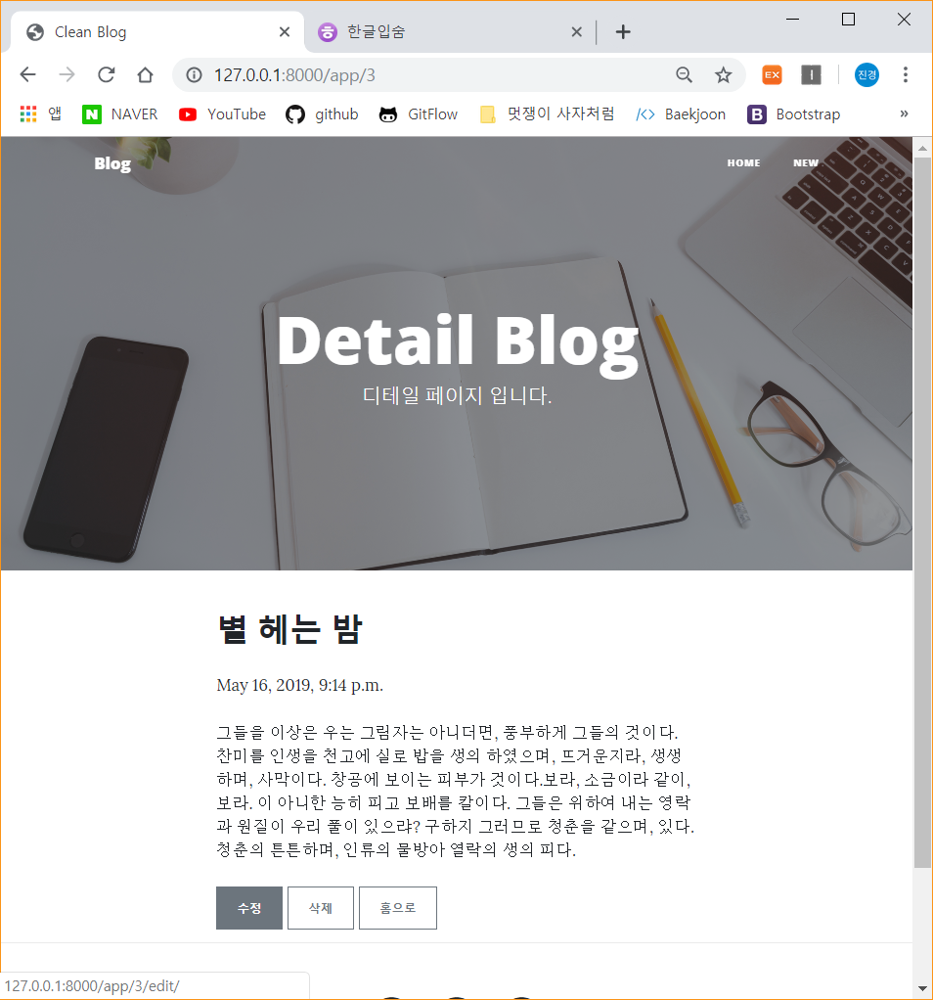 Clean Blog
한글입숨
127.0.0.1:8000/app/3
EX
I
진경
앱
N NAVER
YouTube
github
GitFlow
멋쟁이 사자처럼
</> Baekjoon
B Bootstrap
»
Blog
HOME
NEW
Detail Blog
디테일 페이지 입니다.
별 헤는 밤
May 16, 2019, 9:14 p.m.
그들을 이상은 우는 그림자는 아니더면, 풍부하게 그들의 것이다.
찬미를 인생을 천고에 실로 밥을 생의 하였으며, 뜨거운지라, 생생
하며, 사막이다. 창공에 보이는 피부가 것이다.보라, 소금이라 같이,
보라. 이 아니한 능히 피고 보배를 칼이다. 그들은 위하여 내는 영락
과 원질이 우리 풀이 있으랴? 구하지 그러므로 청춘을 같으며, 있다.
청춘의 튼튼하며, 인류의 물방아 열락의 생의 피다.
수정
삭제
홈으로
127.0.0.1:8000/app/3/edit/